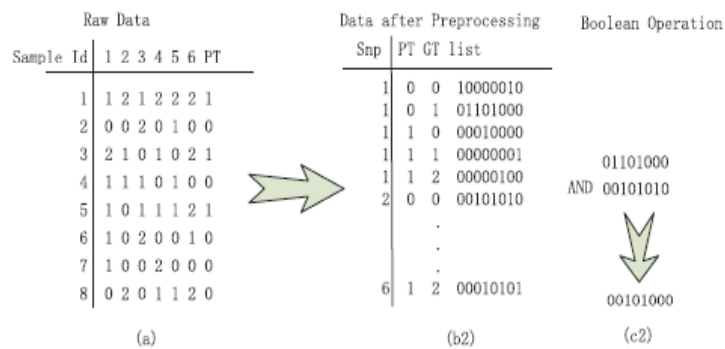 Raw Data
Sample Id 1 2 3 4 5 6 PT
1 1 2 1 2 2 2 1
2 0 0 2 0 1 0 0
3 2 1 0 1 0 2 1
4 1 1 1 0 1 0 0
5 1 0 1 1 1 2 1
6 1 0 2 0 0 1 0
7 1 0 0 2 0 0 0
8 0 2 0 1 1 2 0
(a)
Data after Preprocessing
Snp PT GT list
1 0 0 10000010
1 0 1 01101000
1 1 0 00010000
1 1 1 00000001
1 1 2 00000100
2 0 0 00101010
.
.
.
6 1 2 00010101
(b2)
Boolean Operation
01101000
AND 00101010
00101000
(c2)